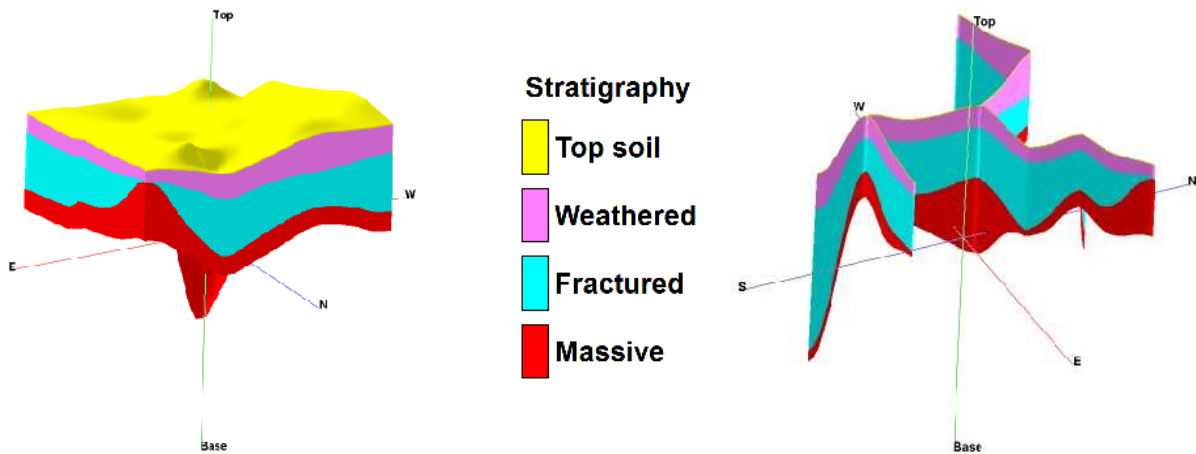 Top
W
E
N
Base
Stratigraphy
Top soil
Weathered
Fractured
Massive
Top
W
N
S
E
Base